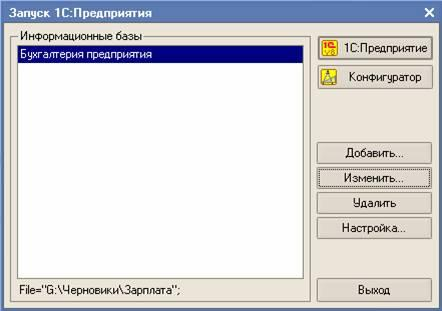 Запуск 1С:Предприятия
Информационные базы
Бухгалтерия предприятия
1С:Предприятие
Конфигуратор
Добавить...
Изменить...
Удалить
Настройка...
File="G:\Черновики\Зарплата";
Выход